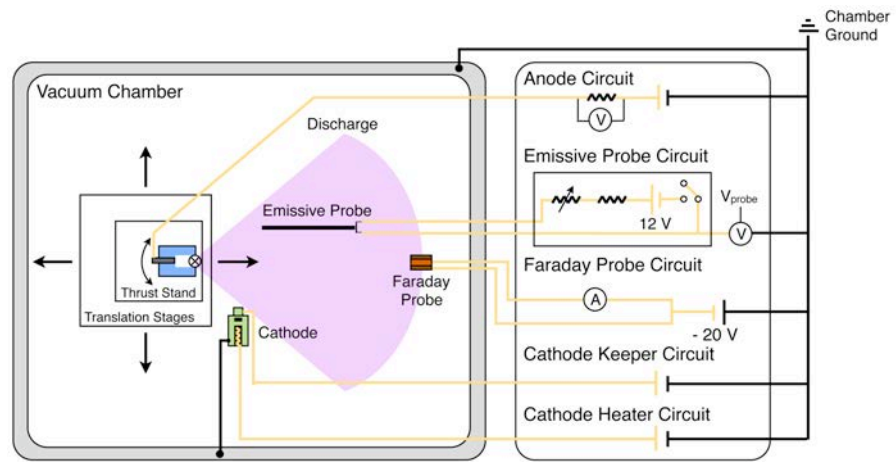 Chamber
Ground
Vacuum Chamber
Anode Circuit
V
Discharge
Emissive Probe Circuit
Emissive Probe
12 V
Vprobe
V
Thrust Stand
Translation Stages
Faraday
Probe
Faraday Probe Circuit
A
- 20 V
Cathode
Cathode Keeper Circuit
Cathode Heater Circuit